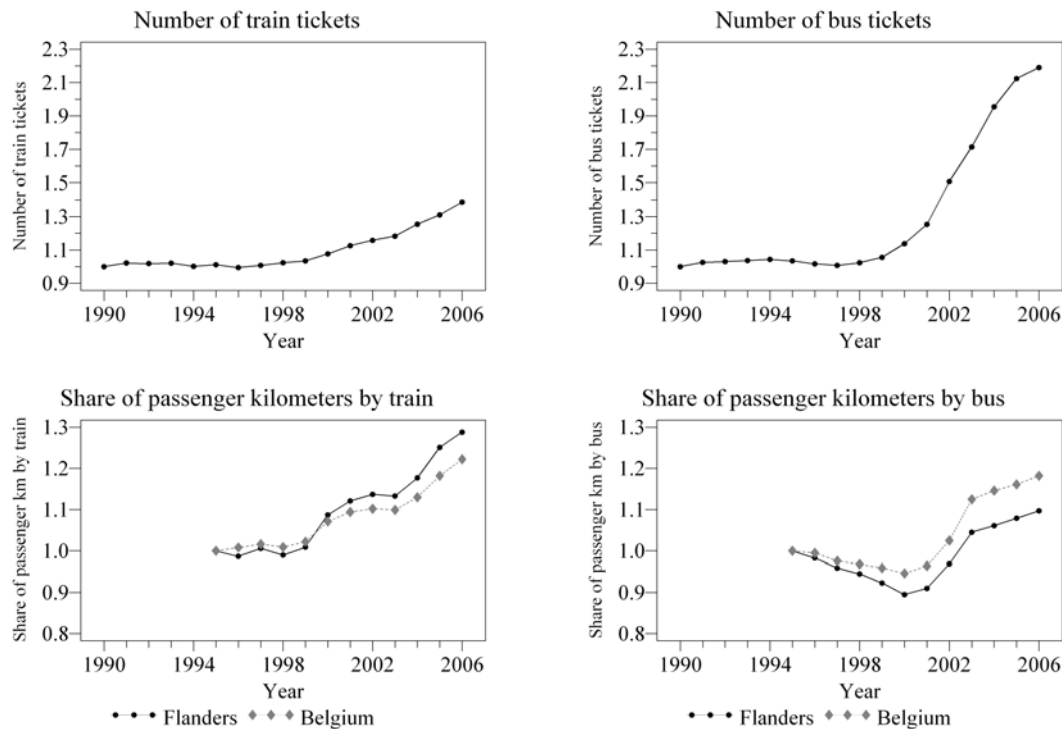 Number of train tickets
Number of train tickets
2.3
2.1
1.9
1.7
1.5
1.3
1.1
0.9
1990 1994 1998 2002 2006
Year
Number of bus tickets
Number of bus tickets
2.3
2.1
1.9
1.7
1.5
1.3
1.1
0.9
1990 1994 1998 2002 2006
Year
Share of passenger kilometers by train
Share of passenger km by train
1.3
1.2
1.1
1.0
0.9
0.8
1990 1994 1998 2002 2006
Year
Flanders Belgium
Share of passenger kilometers by bus
Share of passenger km by bus
1.3
1.2
1.1
1.0
0.9
0.8
1990 1994 1998 2002 2006
Year
Flanders Belgium